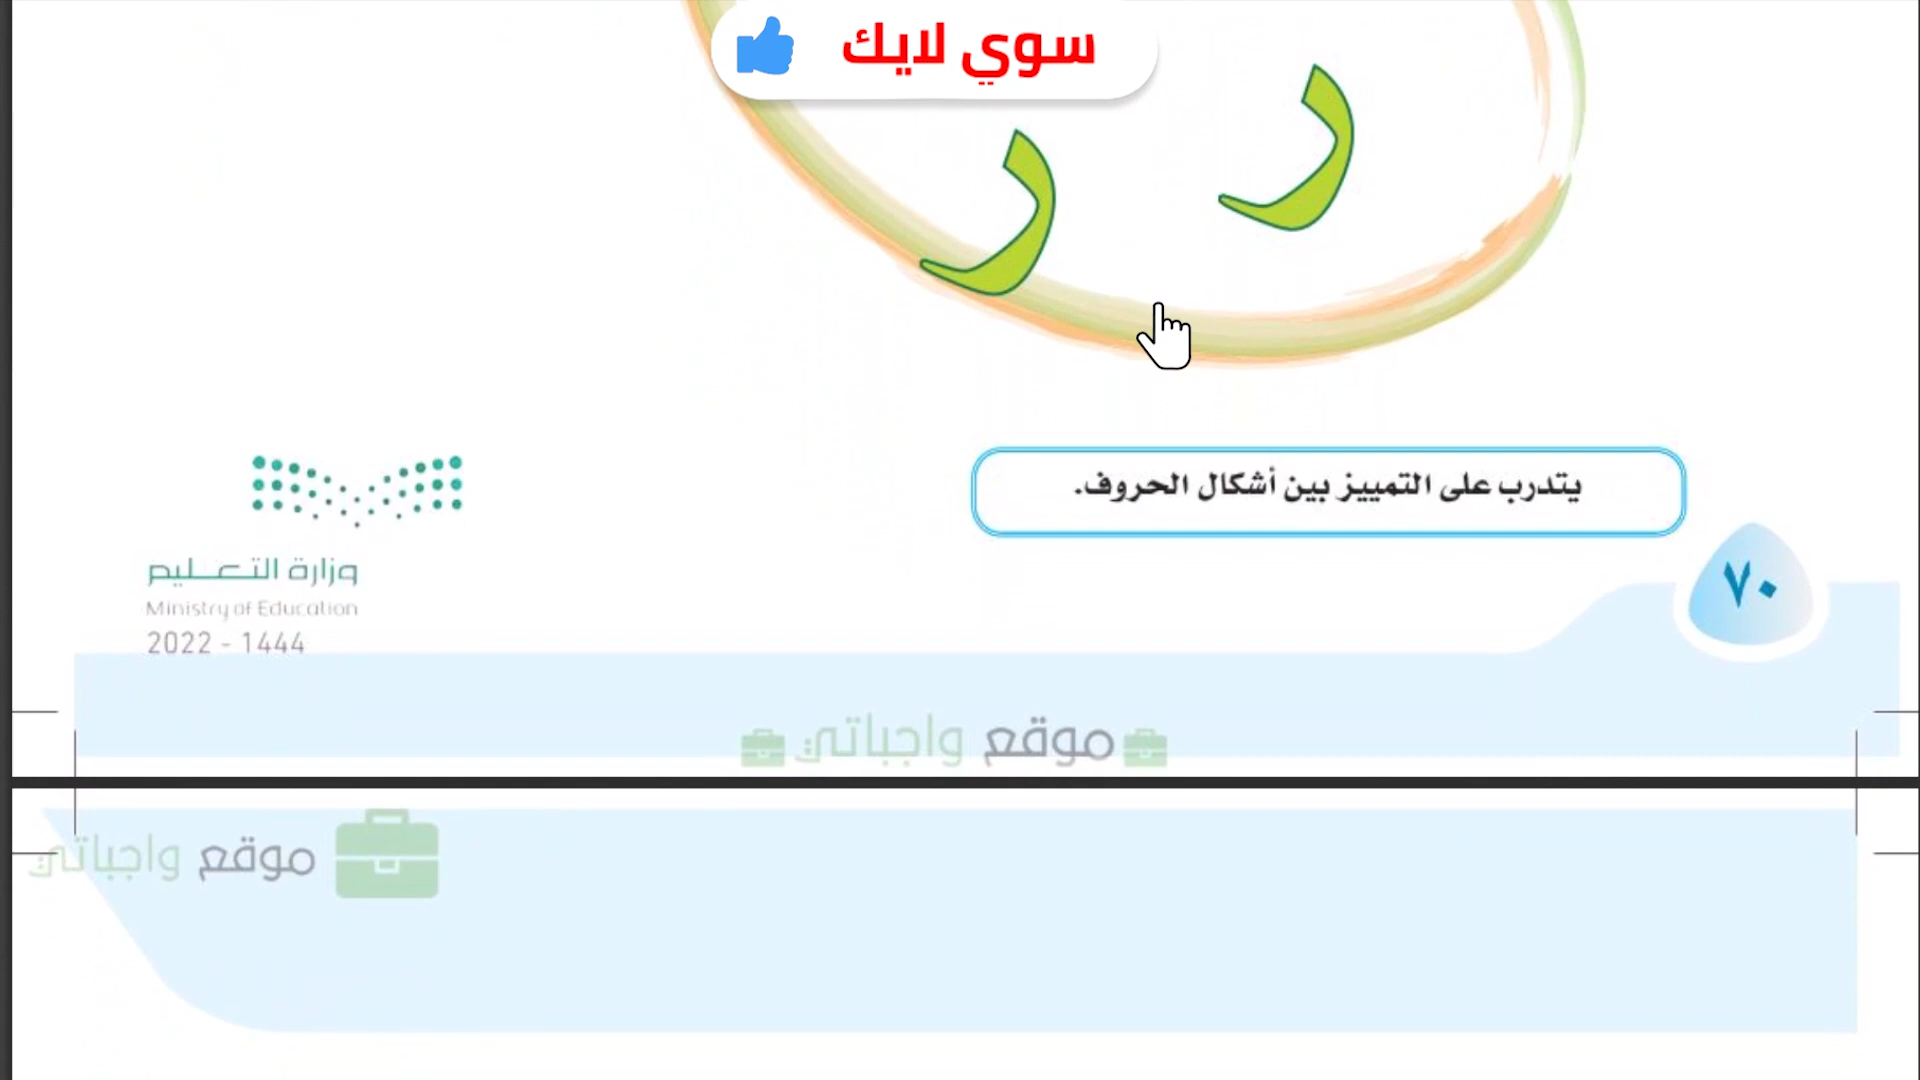 سوي لايك
ر
ر
يتدرب على التمييز بين أشكال الحروف.
٧٠
وزارة التعليم
Ministry of Education
2022 - 1444
موقع واجباتي
موقع واجباتي